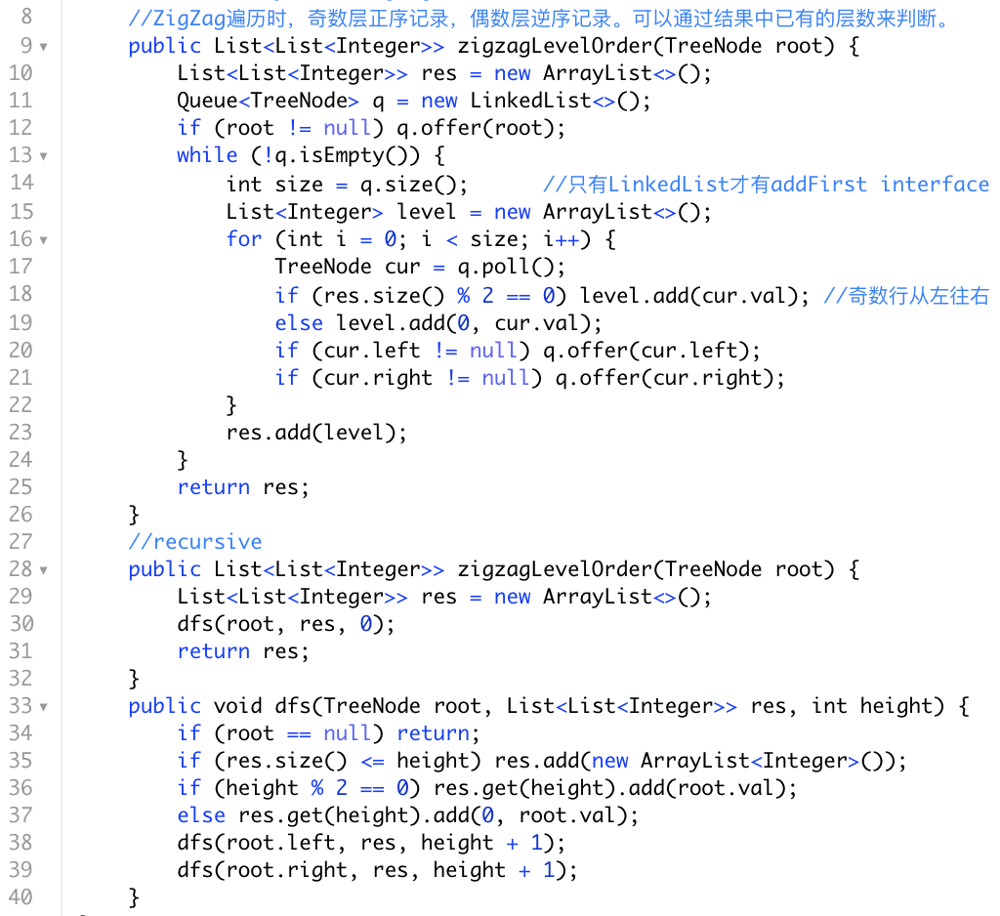 8 //ZigZag遍历时，奇数层正序记录，偶数层逆序记录。可以通过结果中已有的层数来判断。
9 public List<List<Integer>> zigzagLevelOrder(TreeNode root) {
10 List<List<Integer>> res = new ArrayList<>();
11 Queue<TreeNode> q = new LinkedList<>();
12 if (root != null) q.offer(root);
13 while (!q.isEmpty()) {
14 int size = q.size(); //只有LinkedList才有addFirst interface
15 List<Integer> level = new ArrayList<>();
16 for (int i = 0; i < size; i++) {
17 TreeNode cur = q.poll();
18 if (res.size() % 2 == 0) level.add(cur.val); //奇数行从左往右
19 else level.add(0, cur.val);
20 if (cur.left != null) q.offer(cur.left);
21 if (cur.right != null) q.offer(cur.right);
22 }
23 res.add(level);
24 }
25 return res;
26 }
27 //recursive
28 public List<List<Integer>> zigzagLevelOrder(TreeNode root) {
29 List<List<Integer>> res = new ArrayList<>();
30 dfs(root, res, 0);
31 return res;
32 }
33 public void dfs(TreeNode root, List<List<Integer>> res, int height) {
34 if (root == null) return;
35 if (res.size() <= height) res.add(new ArrayList<Integer>());
36 if (height % 2 == 0) res.get(height).add(root.val);
37 else res.get(height).add(0, root.val);
38 dfs(root.left, res, height + 1);
39 dfs(root.right, res, height + 1);
40 }